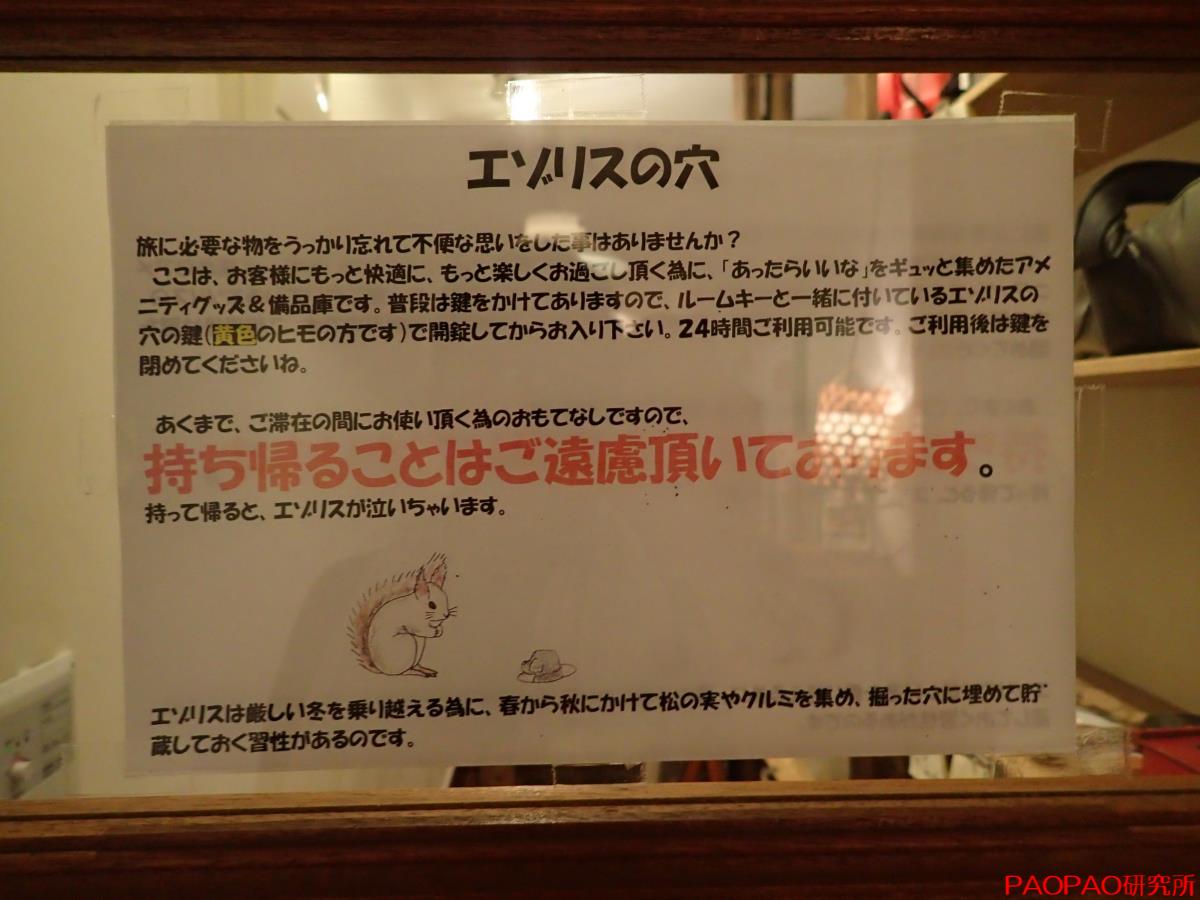 エゾリスの穴
旅に必要な物をうっかり忘れて不便な思いをした事はありませんか？
ここは、お客様にもっと快適に、もっと楽しくお過ごし頂く為に、「あったらいいな」をギュッと集めたアメ
ニティグッズ＆備品庫です。普段は鍵をかけてありますので、ルームキーと一緒に付いているエゾリスの
穴の鍵（黄色のヒモの方です）で開錠してからお入り下さい。24時間ご利用可能です。ご利用後は鍵を
閉めてくださいね。
あくまで、ご滞在の間にお使い頂く為のおもてなしですので、
持ち帰ることはご遠慮頂いております。
持って帰ると、エゾリスが泣いちゃいます。
エゾリスは厳しい冬を乗り越える為に、春から秋にかけて松の実やクルミを集め、掘った穴に埋めて貯
蔵しておく習性があるのです。
PAOPAO研究所